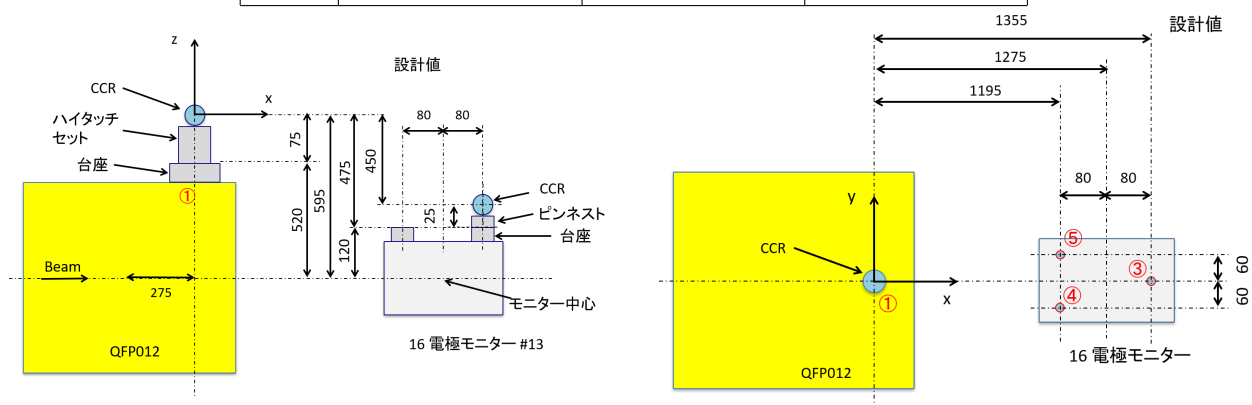 z
設計値
CCR
x
ハイタッチ
セット
80
80
75
475
450
台座
595
CCR
①
25
ピンネスト
520
台座
120
Beam
275
モニター中心
QFP012
16 電極モニター #13
1355
設計値
1275
1195
80
80
y
CCR
⑤
③
60
①
x
④
60
16 電極モニター
QFP012